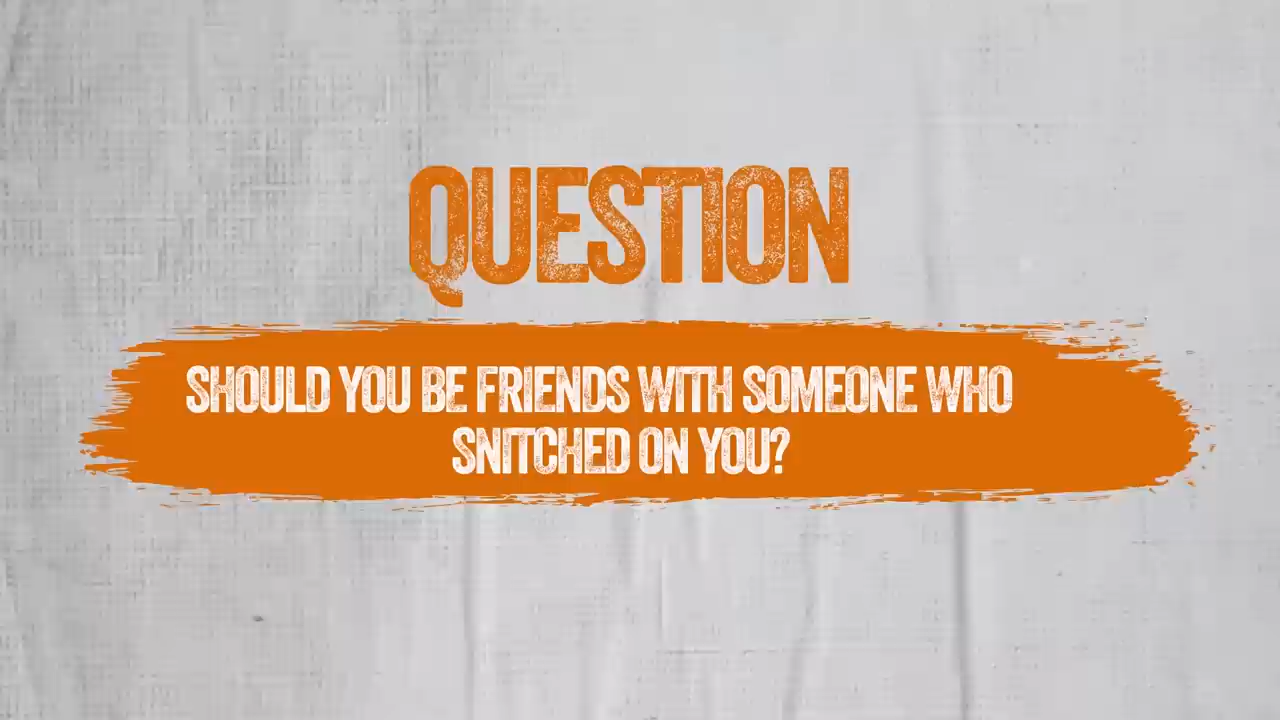 QUESTION
SHOULD YOU BE FRIENDS WITH SOMEONE WHO
SNITCHED ON YOU?